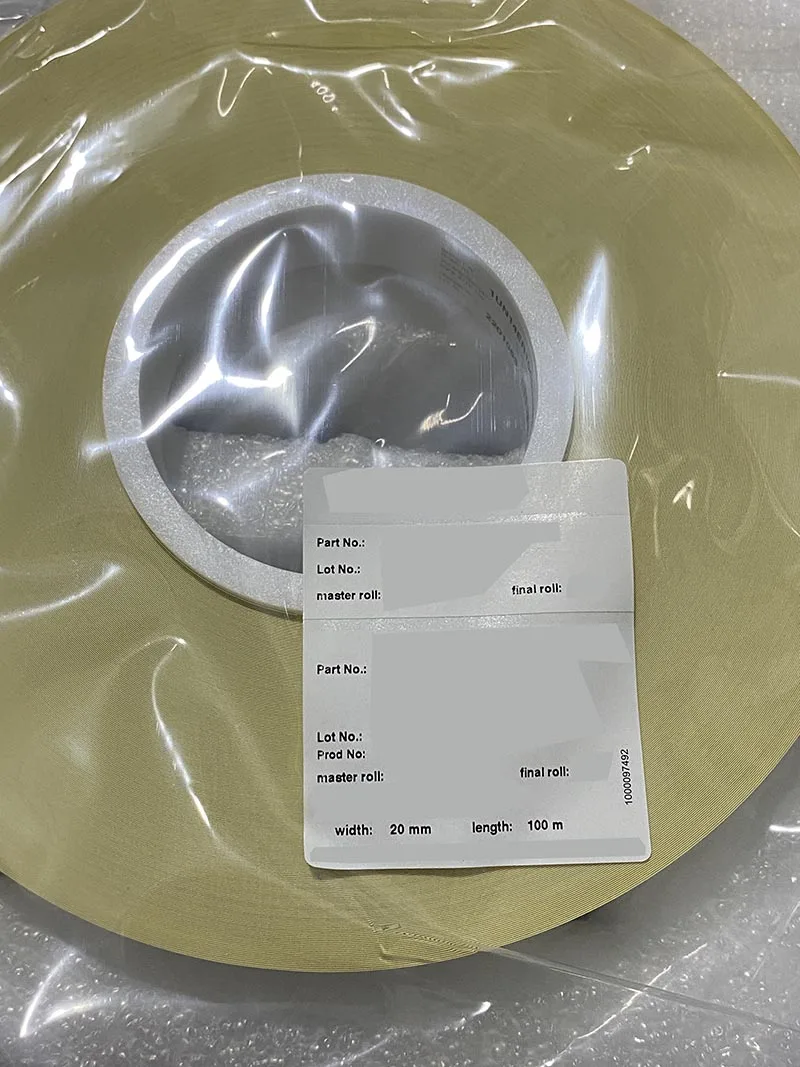 Part No.:
Lot No.:
master roll: final roll:
Part No.:
Lot No.:
Prod No:
master roll: final roll:
1000097492
width: 20 mm length: 100 m